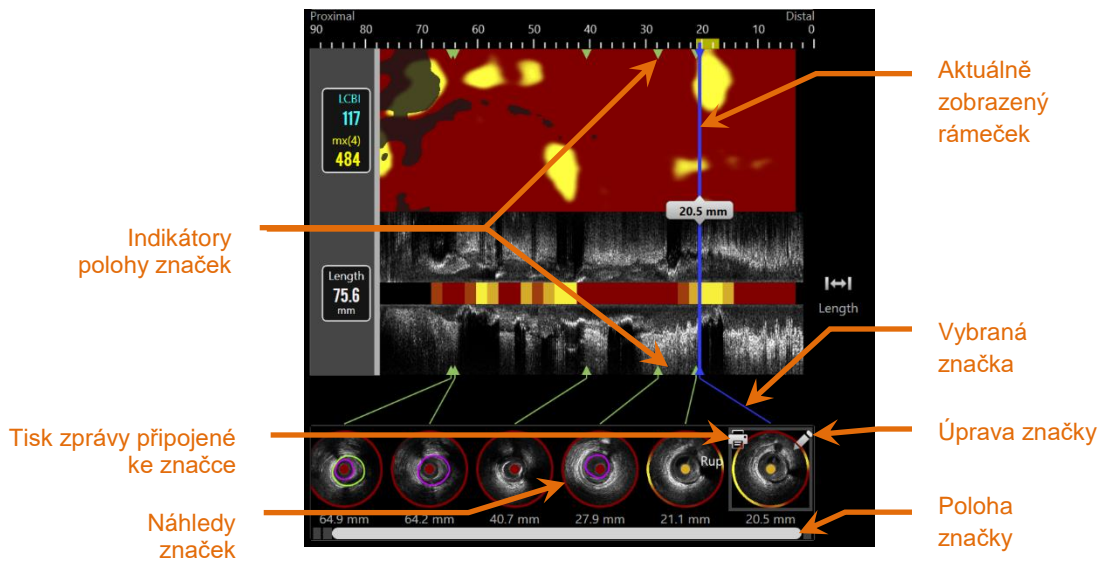 Proximal Distal
90 80 70 60 50 40 30 20 10 0
LCBI
117
mx(4)
484
20.5 mm
Length
75.6
mm
Length
Rup
64.9 mm 64.2 mm 40.7 mm 27.9 mm 21.1 mm 20.5 mm
Indikátory
polohy značek
Tisk zprávy připojené
ke značce
Náhledy
značek
Aktuálně
zobrazený
rámeček
Vybraná
značka
Úprava značky
Poloha
značky